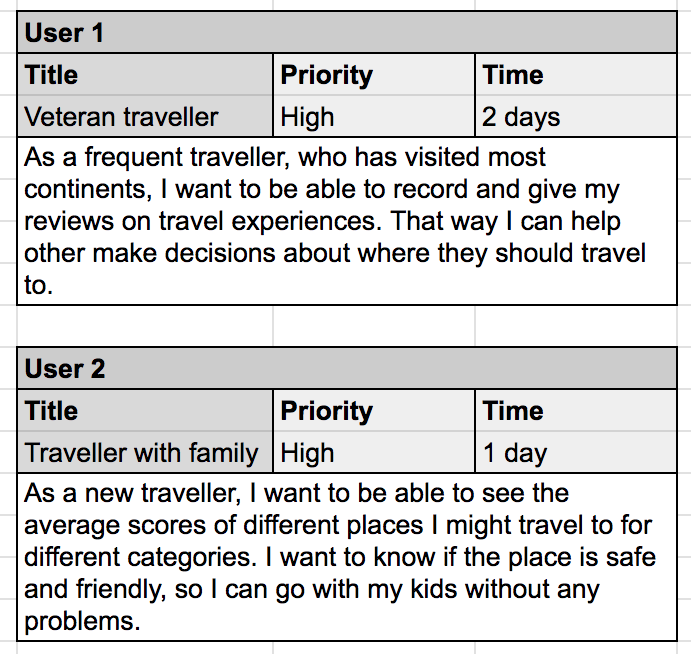 User 1
Title Priority Time
Veteran traveller High 2 days
As a frequent traveller, who has visited most
continents, I want to be able to record and give my
reviews on travel experiences. That way I can help
other make decisions about where they should travel
to.
User 2
Title Priority Time
Traveller with family High 1 day
As a new traveller, I want to be able to see the
average scores of different places I might travel to for
different categories. I want to know if the place is safe
and friendly, so I can go with my kids without any
problems.